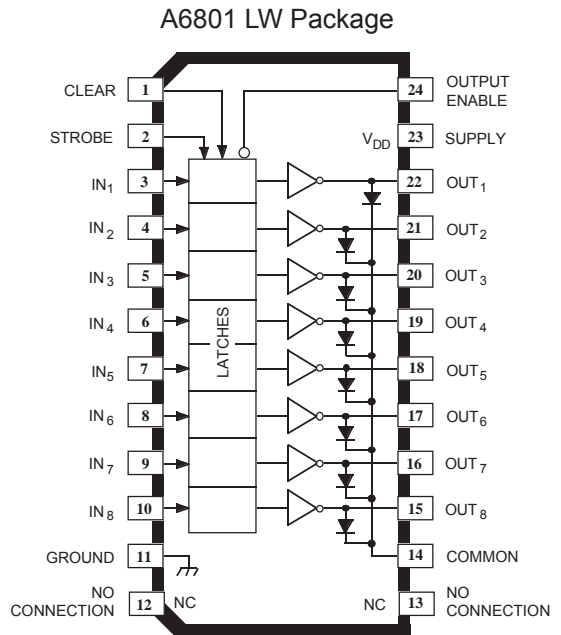 A6801 LW Package
CLEAR 1
24 OUTPUT
ENABLE
STROBE 2
V_DD 23 SUPPLY
IN₁ 3
22 OUT₁
IN₂ 4
21 OUT₂
IN₃ 5
20 OUT₃
IN₄ 6
19 OUT₄
LATCHES
IN₅ 7
18 OUT₅
IN₆ 8
17 OUT₆
IN₇ 9
16 OUT₇
IN₈ 10
15 OUT₈
GROUND 11
14 COMMON
NO
CONNECTION 12 NC
NC 13 NO
CONNECTION